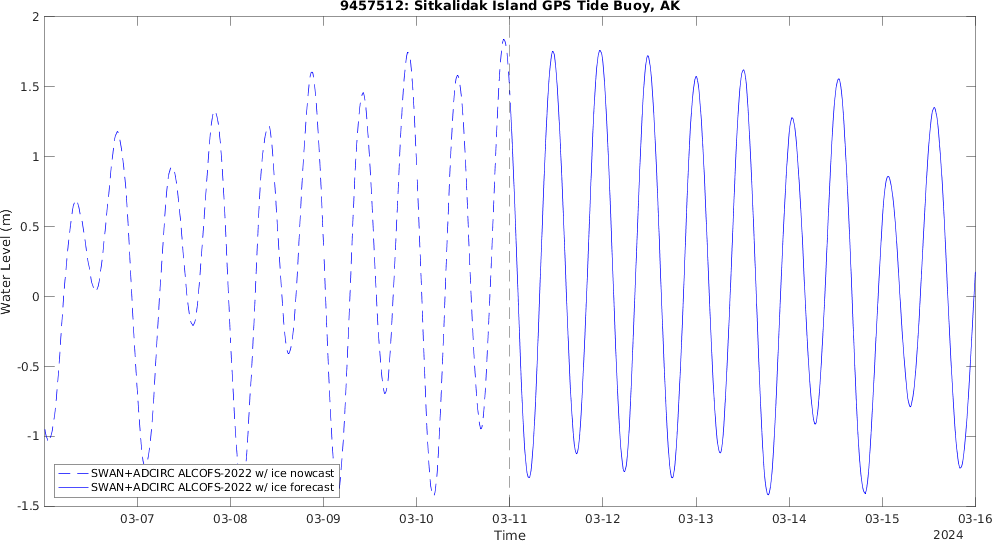 9457512: Sitkalidak Island GPS Tide Buoy, AK
2
1.5
1
0.5
0
-0.5
-1
-1.5
Water Level (m)
SWAN+ADCIRC ALCOFS-2022 w/ ice nowcast
SWAN+ADCIRC ALCOFS-2022 w/ ice forecast
03-07 03-08 03-09 03-10 03-11 03-12 03-13 03-14 03-15 03-16
Time
2024